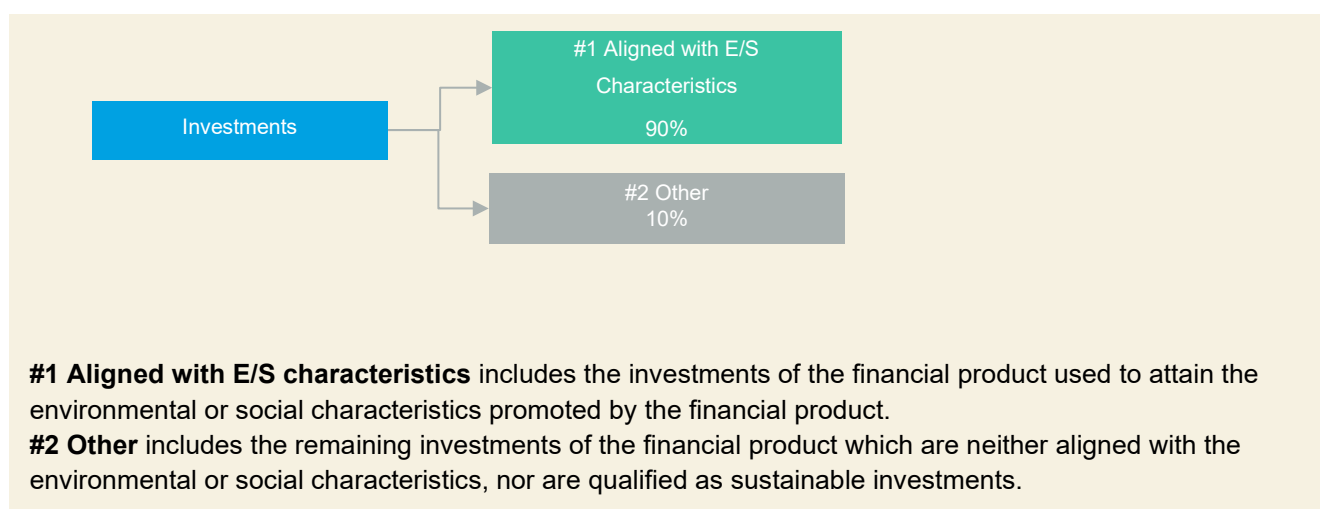 #1 Aligned with E/S
Characteristics
90%
Investments
#2 Other
10%
#1 Aligned with E/S characteristics includes the investments of the financial product used to attain the
environmental or social characteristics promoted by the financial product.
#2 Other includes the remaining investments of the financial product which are neither aligned with the
environmental or social characteristics, nor are qualified as sustainable investments.